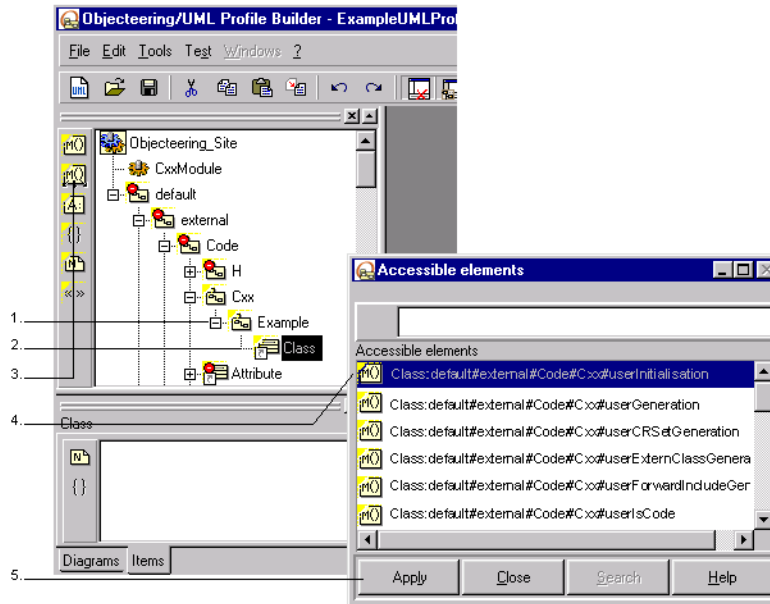 Objecteering/UML Profile Builder - ExampleUMLProf
File Edit Tools Test Windows ?
Objecteering_Site
CxxModule
default
external
Code
H
Cxx
1. Example
2. Class
3.
Attribute
Accessible elements
Accessible elements
4. Class:default#external#Code#Cxx#userInitialisation
Class:default#external#Code#Cxx#userGeneration
Class:default#external#Code#Cxx#userCRSetGeneration
Class:default#external#Code#Cxx#userExternClassGenera
Class:default#external#Code#Cxx#userForwardIncludeGer
Class:default#external#Code#Cxx#userIsCode
Class
Diagrams Items
5. Apply Close Search Help